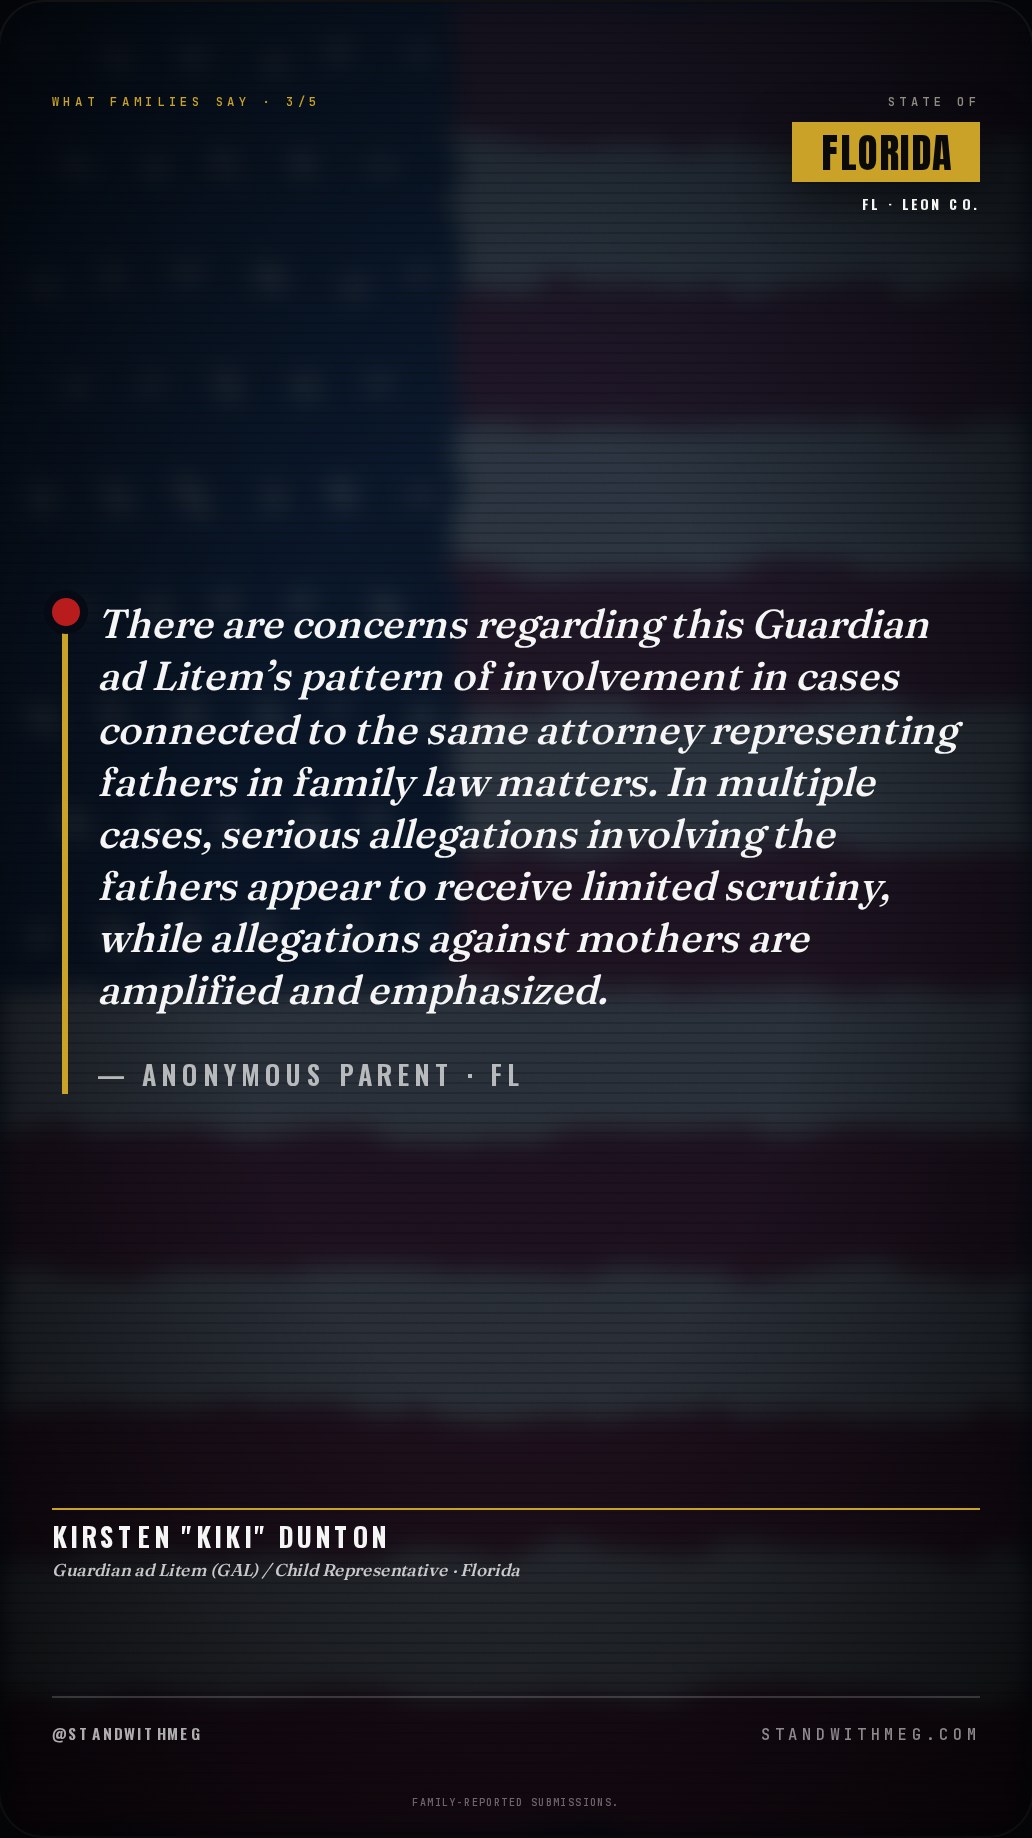 WHAT FAMILIES SAY · 3/5
STATE OF
FLORIDA
FL · LEON CO.
There are concerns regarding this Guardian
ad Litem’s pattern of involvement in cases
connected to the same attorney representing
fathers in family law matters. In multiple
cases, serious allegations involving the
fathers appear to receive limited scrutiny,
while allegations against mothers are
amplified and emphasized.
— ANONYMOUS PARENT · FL
KIRSTEN "KIKI" DUNTON
Guardian ad Litem (GAL) / Child Representative · Florida
@STANDWITHMEG
STANDWITHMEG.COM
FAMILY-REPORTED SUBMISSIONS.